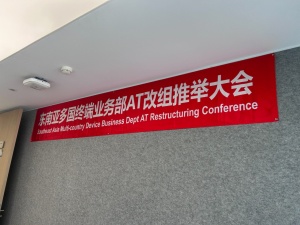 东南亚多国终端业务部AT改组推举大会
Southeast Asia Multi-country Device Business Dept AT Restructuring Conference